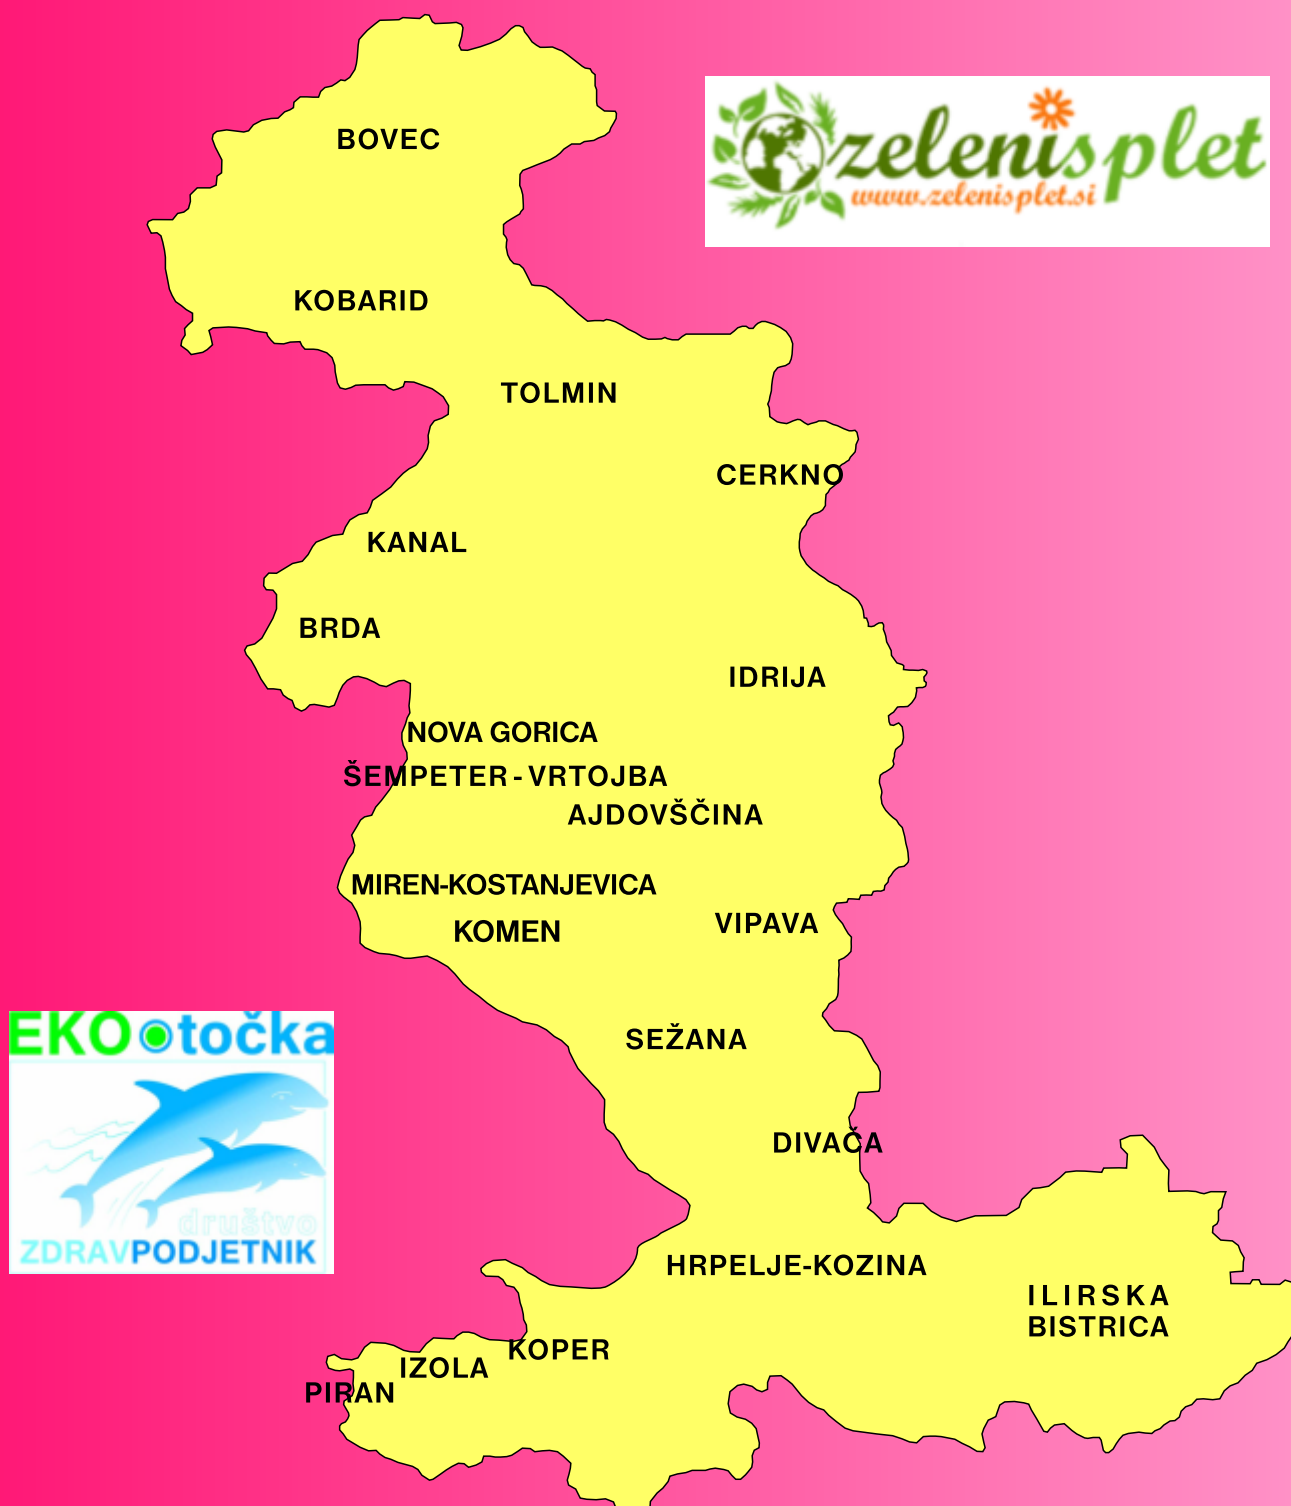 BOVEC
zelenisplet
www.zelenisplet.si
KOBARID
TOLMIN
CERKNO
KANAL
BRDA
IDRIJA
NOVA GORICA
ŠEMPETER - VRTOJBA
AJDOVŠČINA
MIREN-KOSTANJEVICA
VIPAVA
KOMEN
EKO točka
SEŽANA
DIVAČA
društvo
ZDRAVPODJETNIK
HRPELJE-KOZINA
ILIRSKA
BISTRICA
KOPER
IZOLA
PIRAN